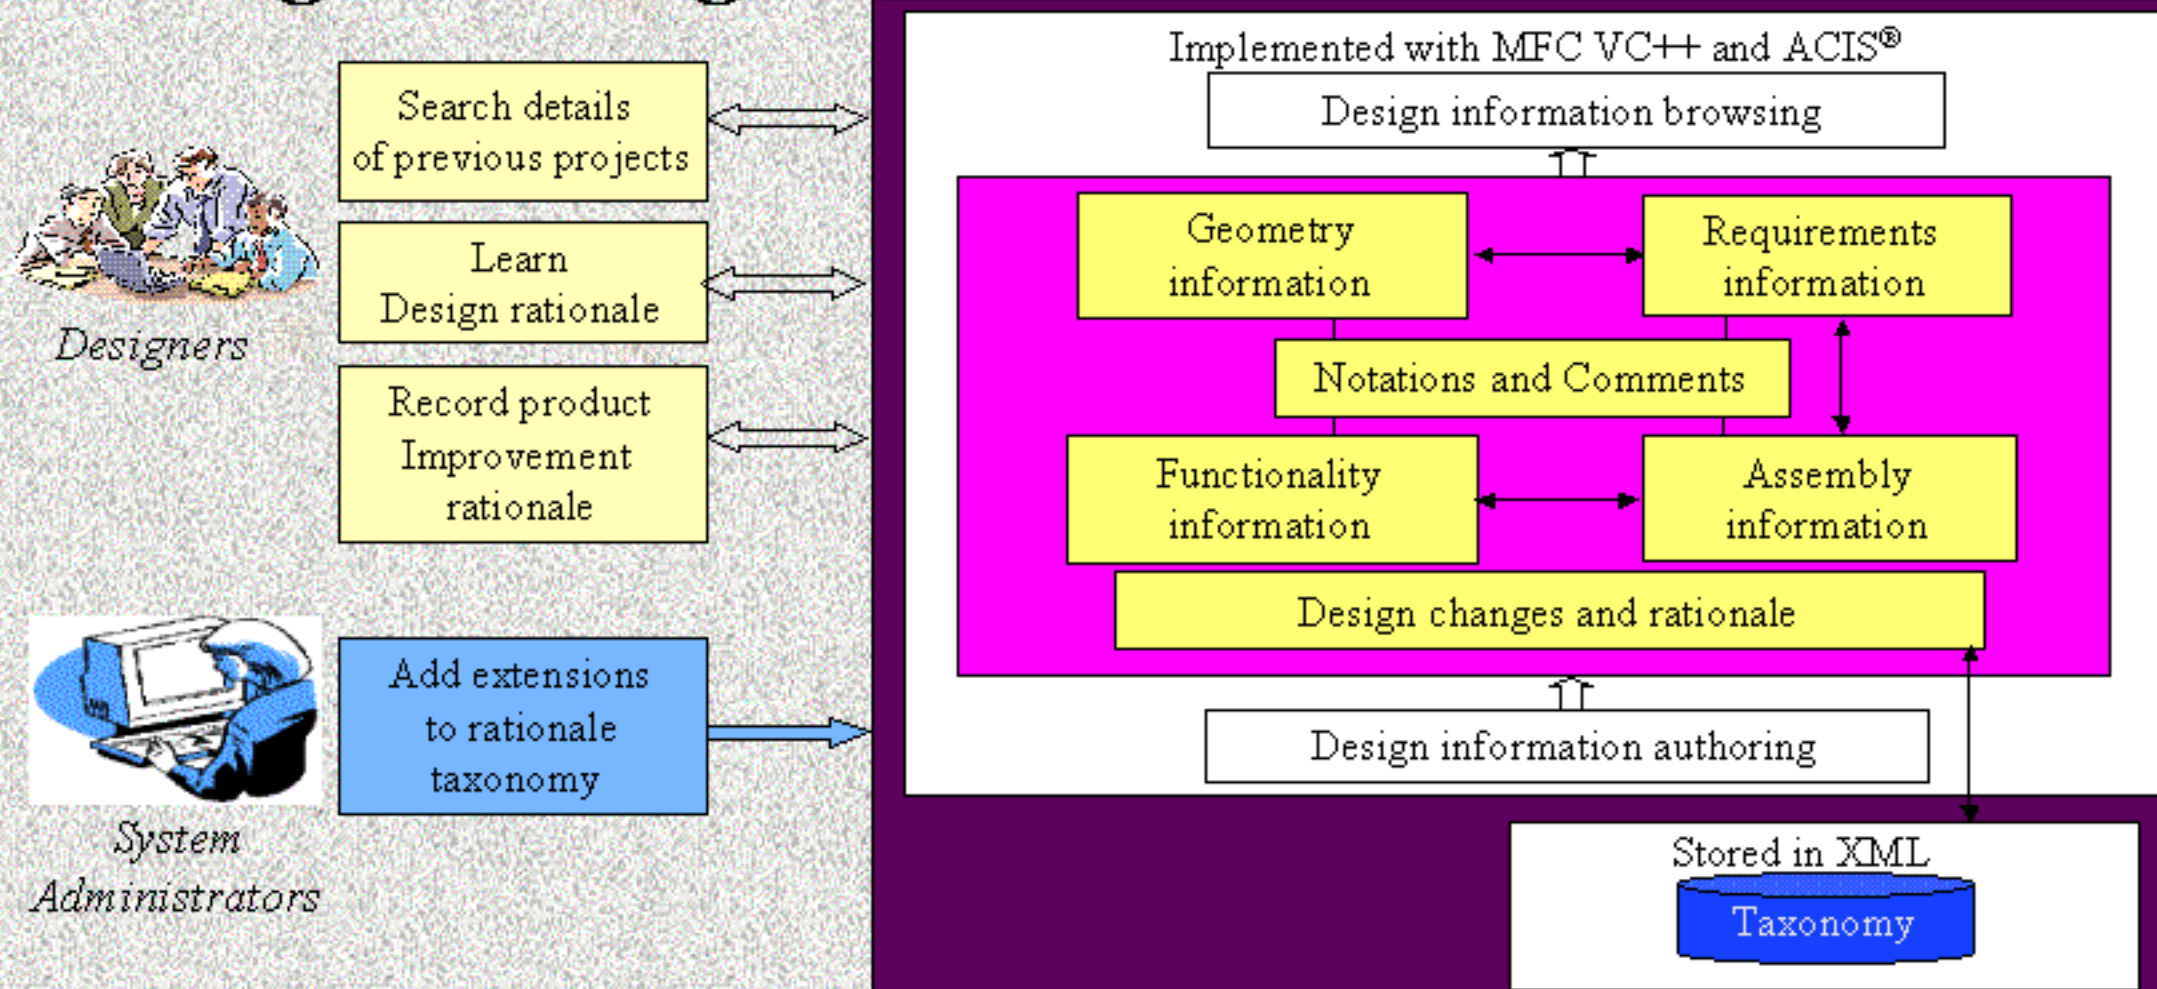 Search details
of previous projects
Learn
Design rationale
Record product
Improvement
rationale
Designers
Add extensions
to rationale
taxonomy
System
Administrators
Implemented with MFC VC++ and ACIS®
Design information browsing
Geometry
information
Requirements
information
Notations and Comments
Functionality
information
Assembly
information
Design changes and rationale
Design information authoring
Stored in XML
Taxonomy